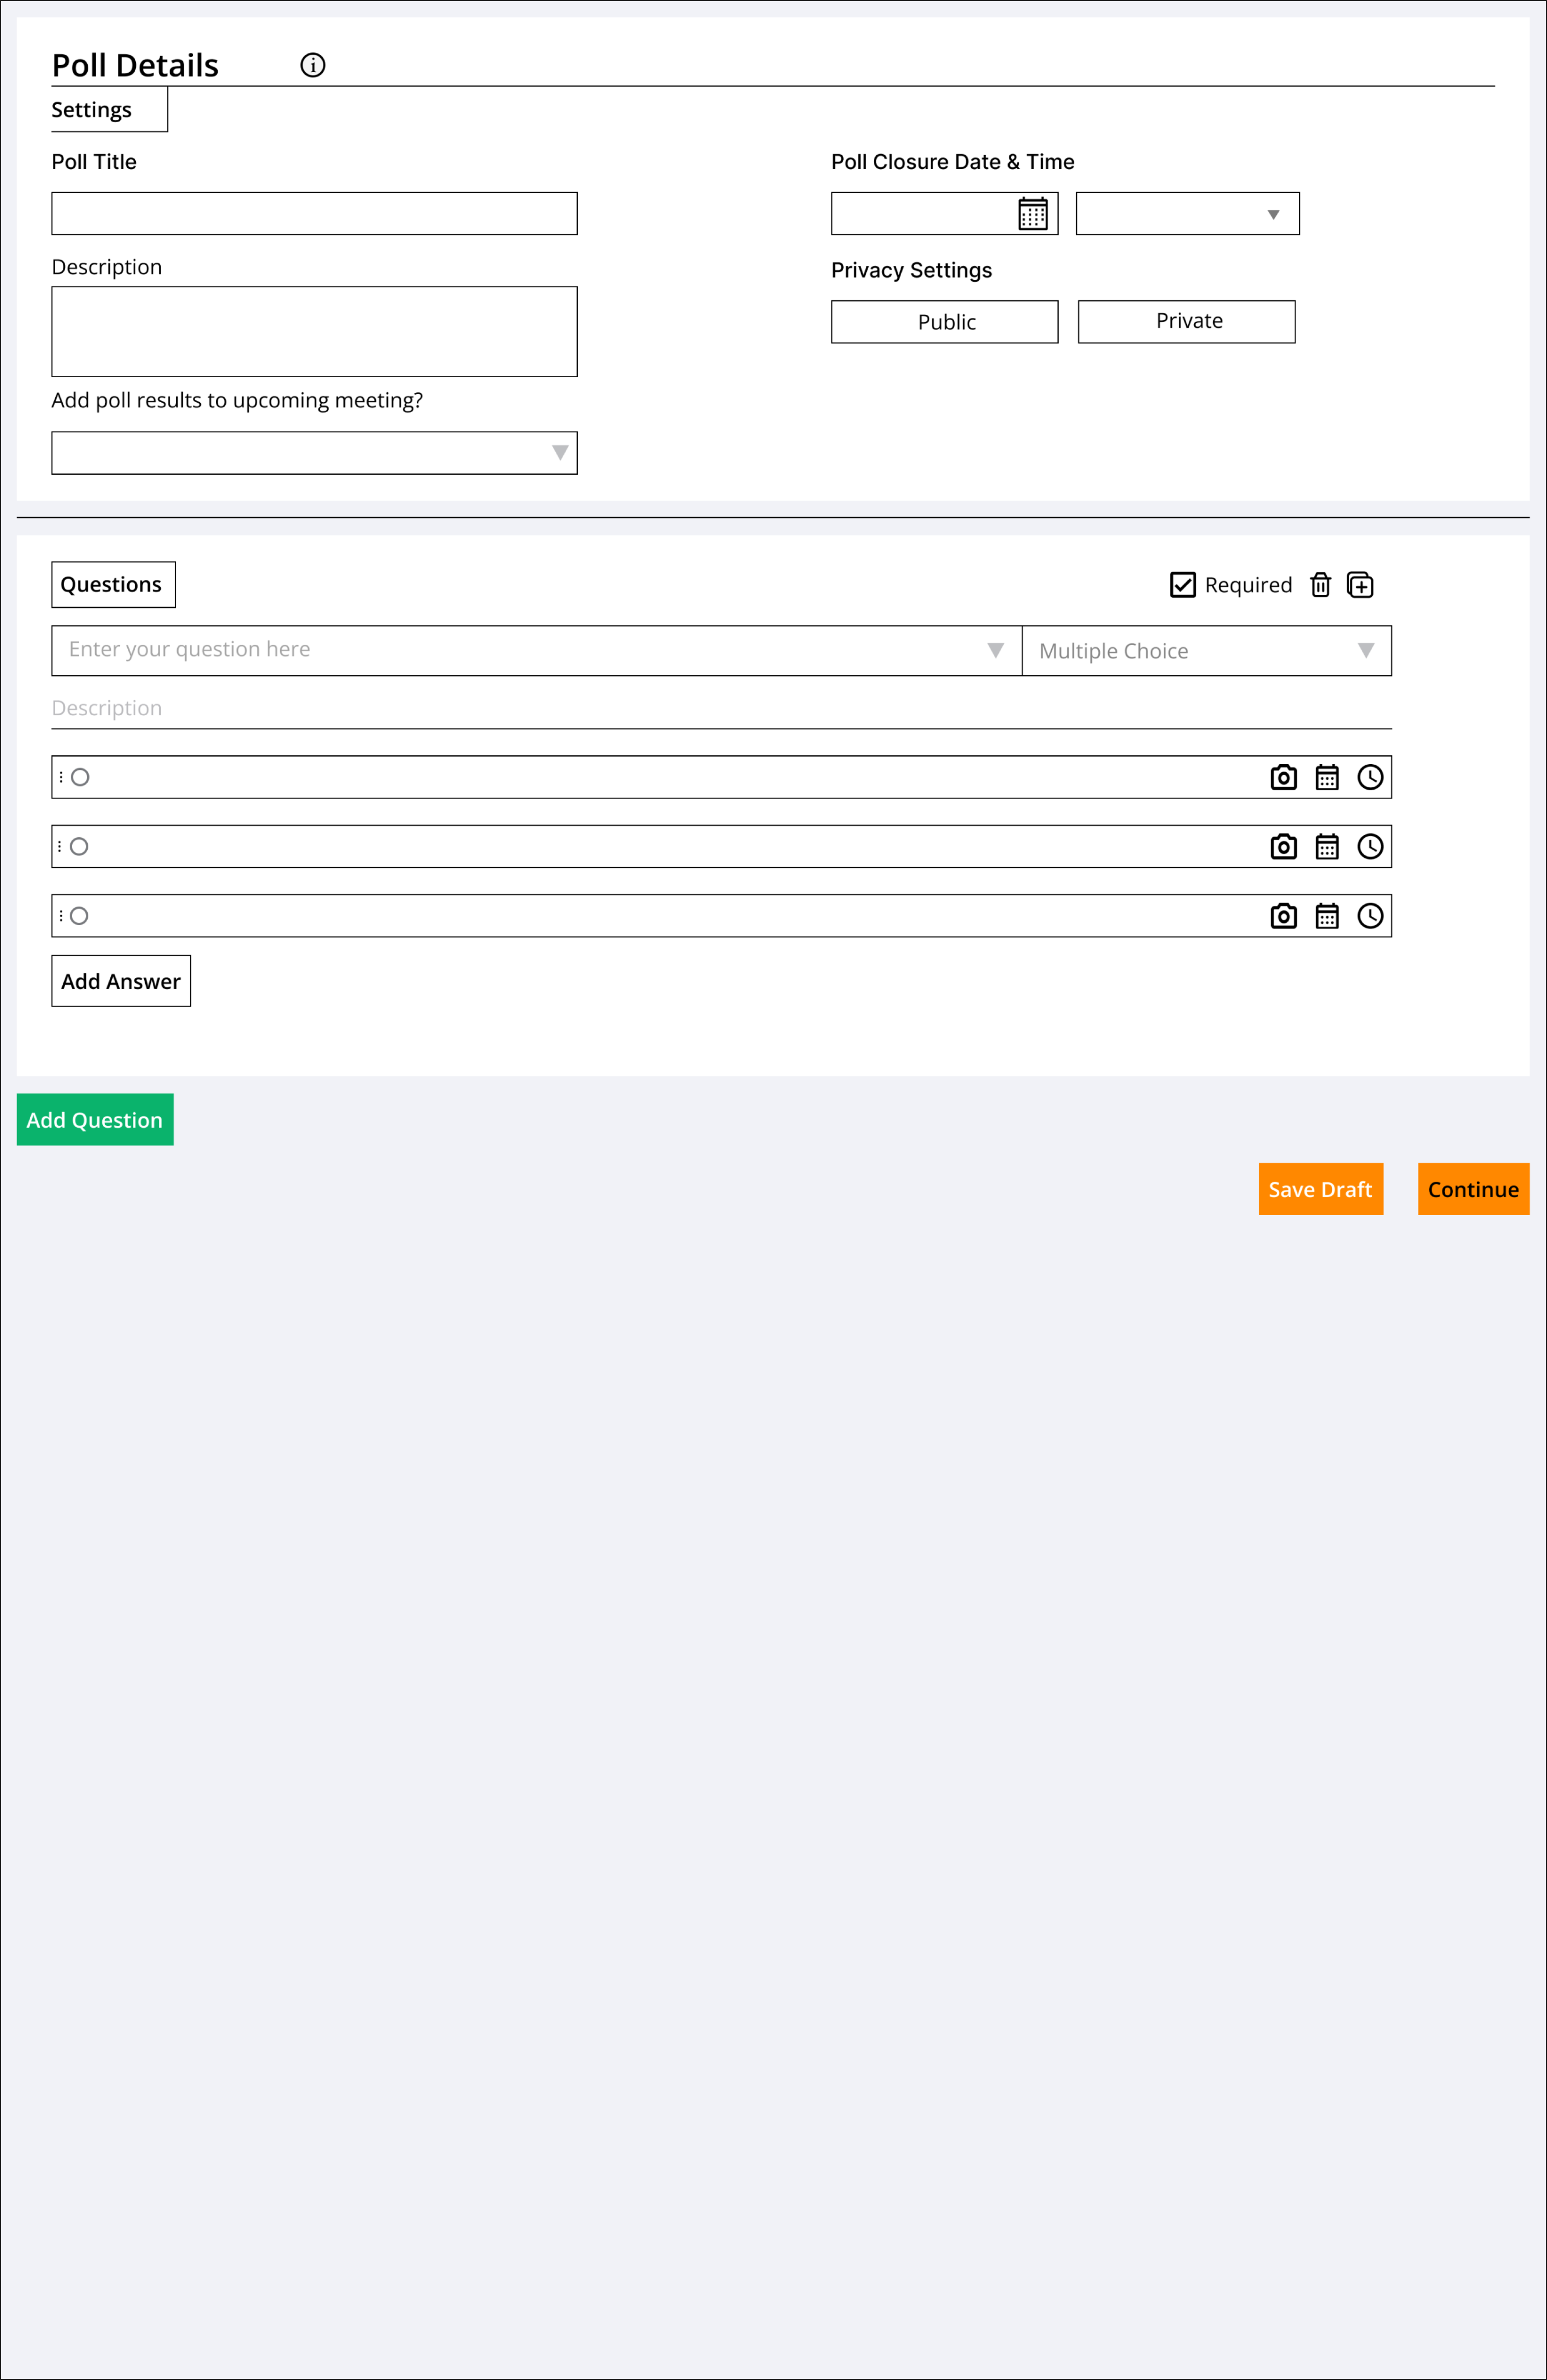 Poll Details
Settings
Poll Title
Poll Closure Date & Time
Description
Privacy Settings
Public
Private
Add poll results to upcoming meeting?
Questions
Required
Enter your question here
Multiple Choice
Description
Add Answer
Add Question
Save Draft
Continue